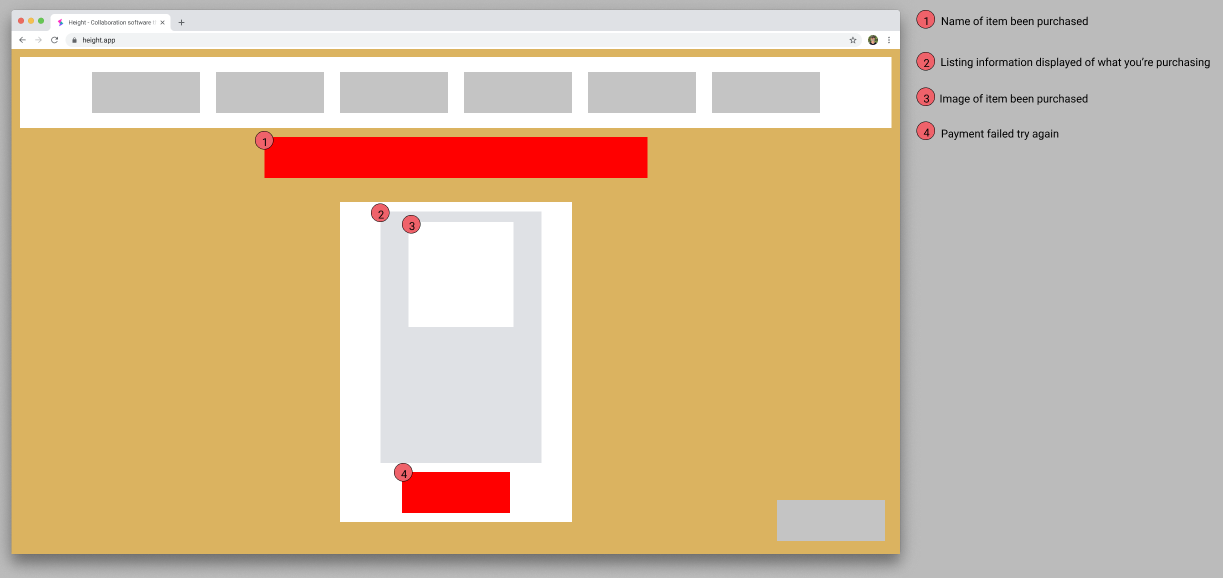 Height - Collaboration software
height.app
1 Name of item been purchased
2 Listing information displayed of what you're purchasing
3 Image of item been purchased
4 Payment failed try again
1
2
3
4